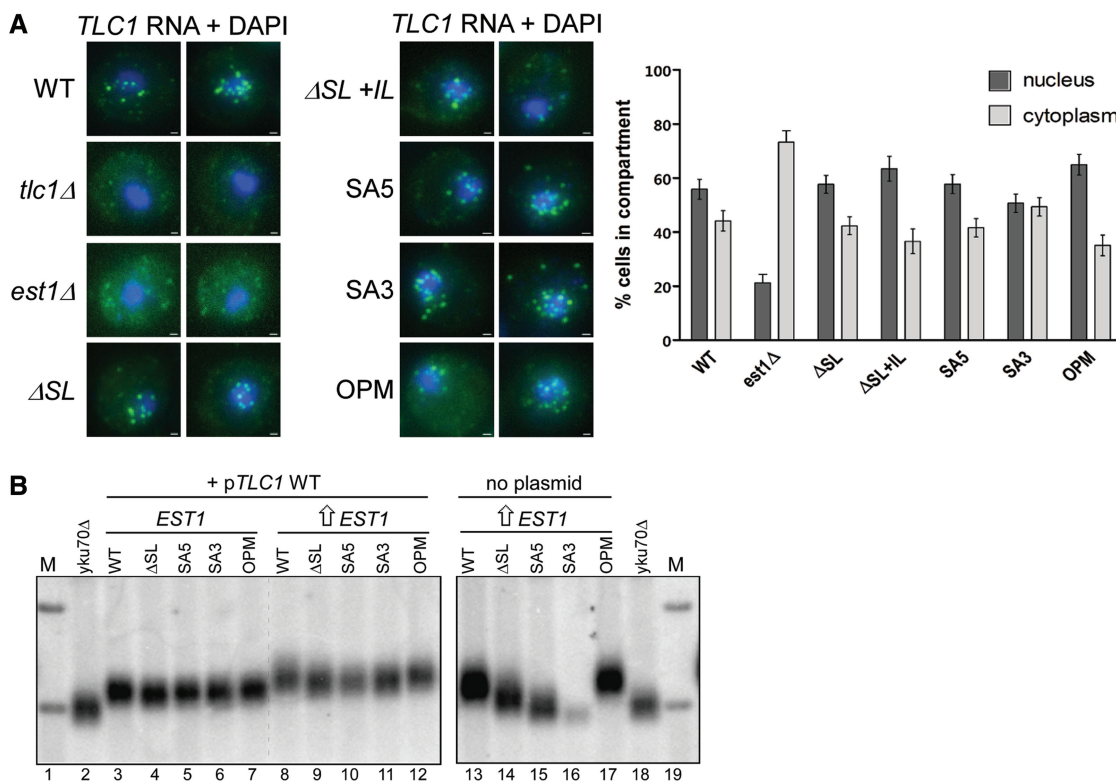 A
TLC1 RNA + DAPI
WT
tlc1Δ
est1Δ
ΔSL
TLC1 RNA + DAPI
ΔSL +IL
SA5
SA3
OPM
% cells in compartment
100
80
60
40
20
0
nucleus
cytoplasm
WT
est1Δ
ΔSL
ΔSL+IL
SA5
SA3
OPM
B
+ pTLC1 WT
no plasmid
EST1
⇧ EST1
⇧ EST1
M
yku70Δ
WT
ΔSL
SA5
SA3
OPM
WT
ΔSL
SA5
SA3
OPM
WT
ΔSL
SA5
SA3
OPM
yku70Δ
M
1 2 3 4 5 6 7 8 9 10 11 12 13 14 15 16 17 18 19